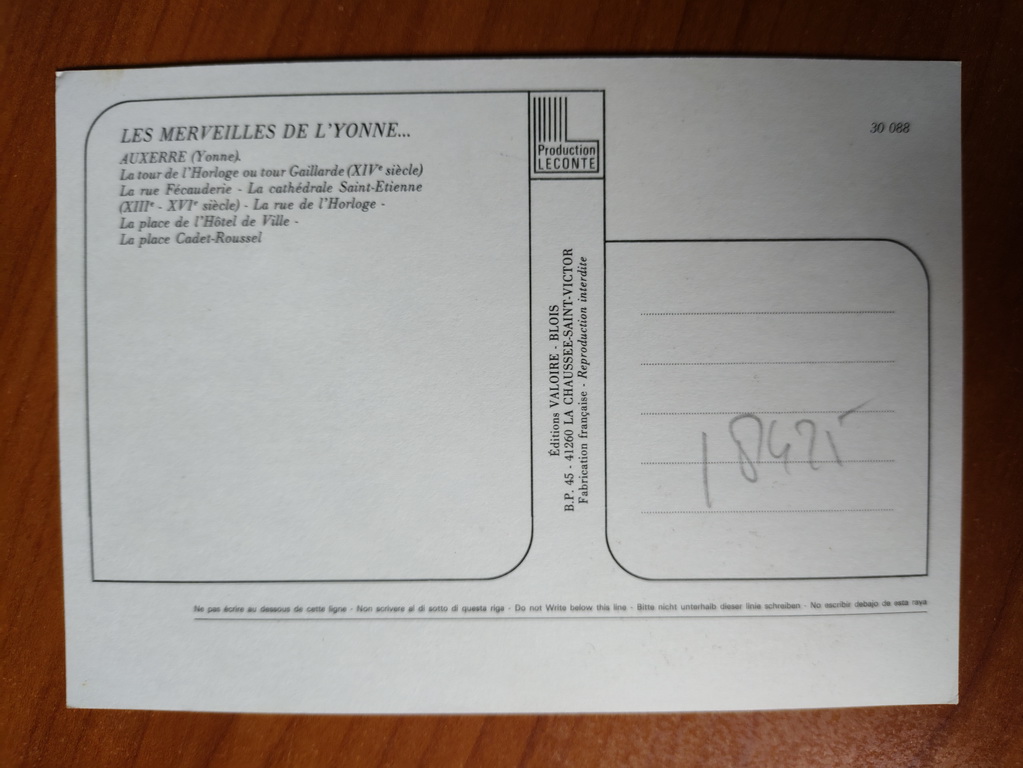 LES MERVEILLES DE L'YONNE...
AUXERRE (Yonne).
La tour de l'Horloge ou tour Gaillarde (XIVe siècle)
La rue Fécauderie - La cathédrale Saint-Etienne
(XIIIe - XVIe siècle) - La rue de l'Horloge -
La place de l'Hôtel de Ville -
La place Cadet-Roussel
Production
LECONTE
30 088
Éditions VALOIRE - BLOIS
B.P. 45 - 41260 LA CHAUSSEE-SAINT-VICTOR
Fabrication française - Reproduction interdite
18425
Ne pas écrire au dessous de cette ligne - Non scrivere al di sotto di questa riga - Do not Write below this line - Bitte nicht unterhalb dieser linie schreiben - No escribir debajo de esta raya